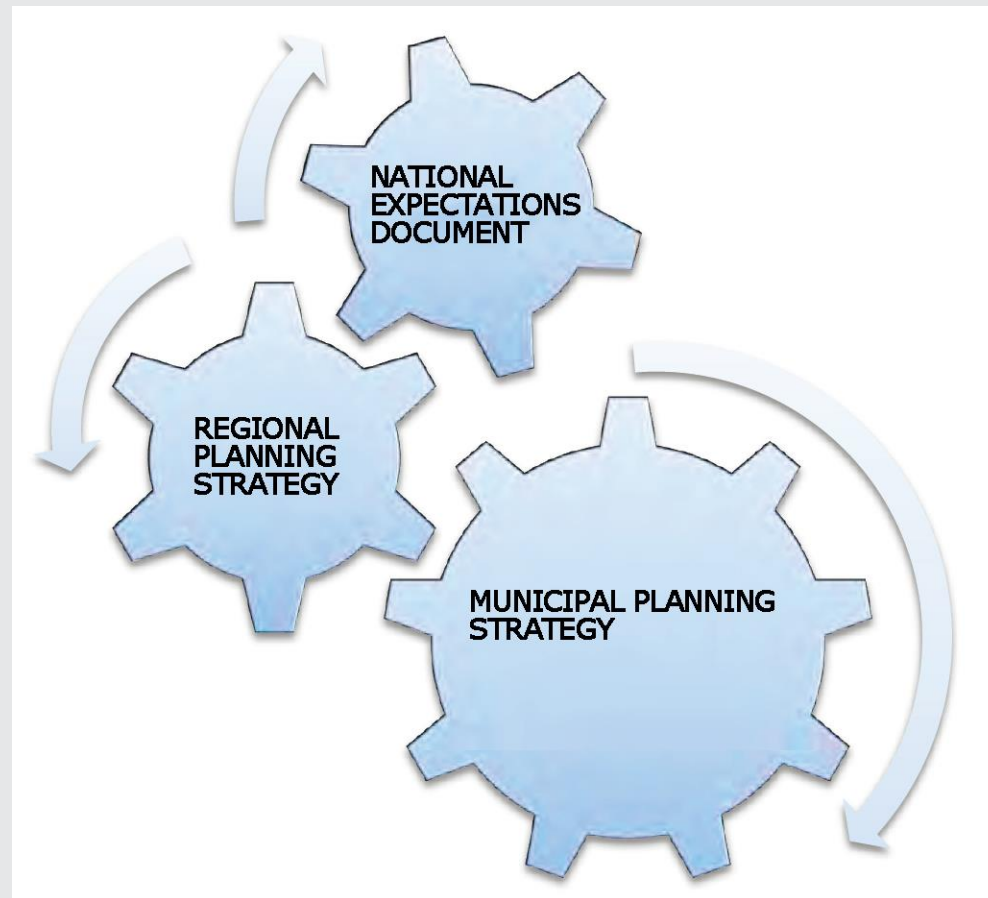 NATIONAL
EXPECTATIONS
DOCUMENT
REGIONAL
PLANNING
STRATEGY
MUNICIPAL PLANNING
STRATEGY